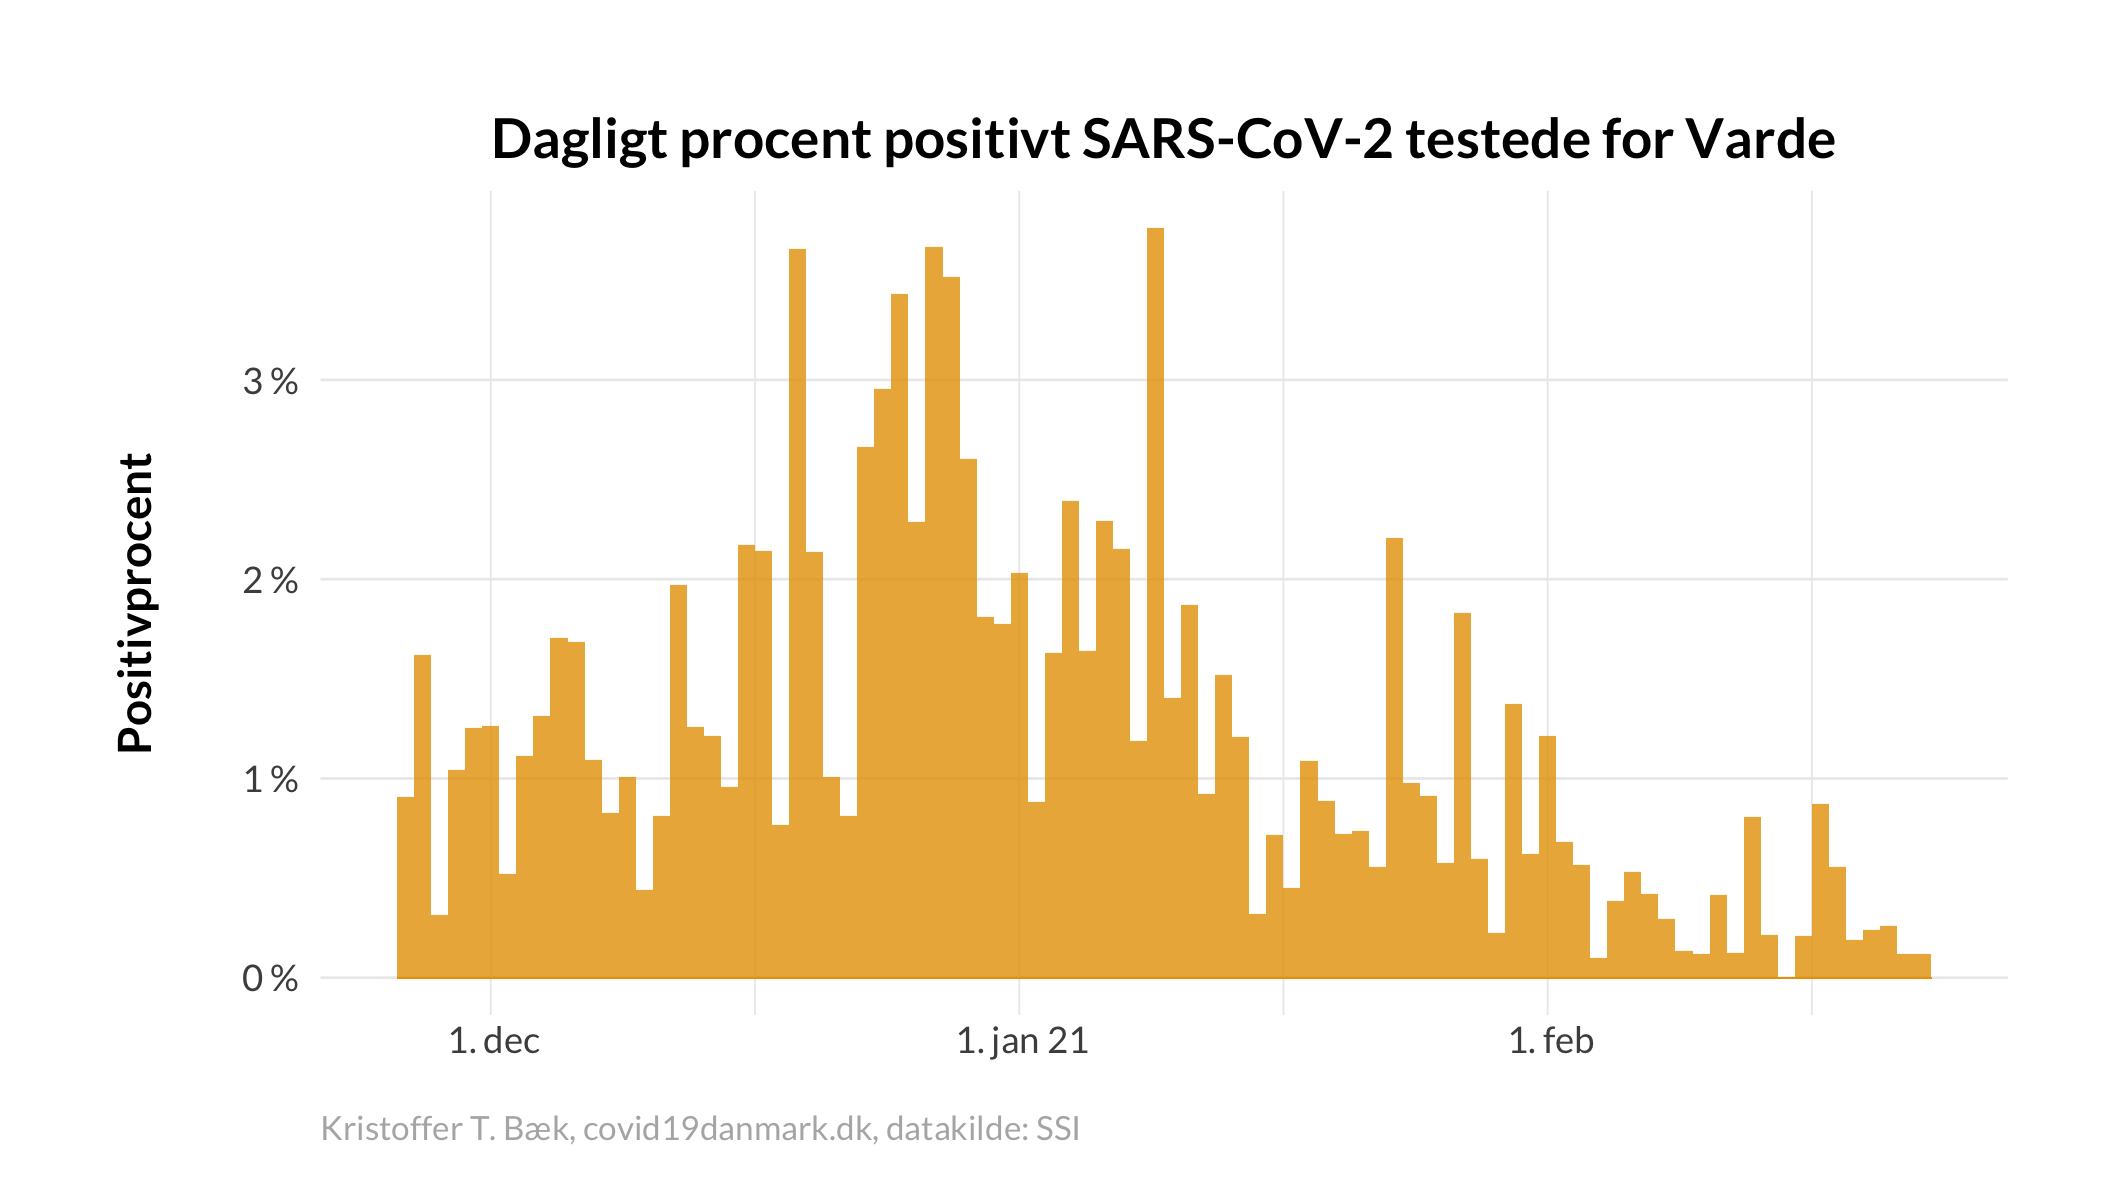 Dagligt procent positivt SARS-CoV-2 testede for Varde
Positivprocent
3 %
2 %
1 %
0 %
1. dec
1. jan 21
1. feb
Kristoffer T. Bæk, covid19danmark.dk, datakilde: SSI